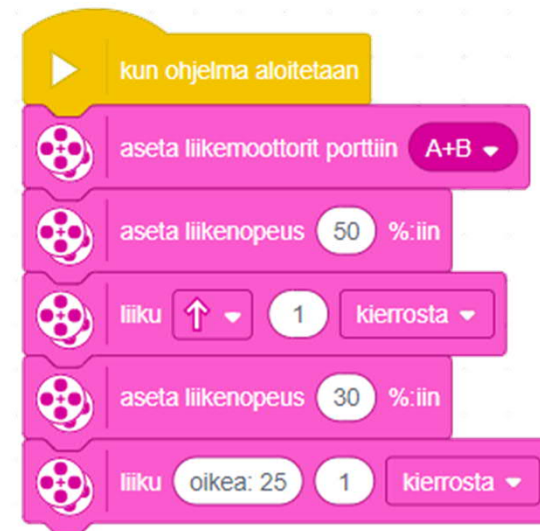 kun ohjelma aloitetaan
aseta liikemoottorit porttiin A+B
aseta liikenopeus 50 %:iin
liiku 1 kierrosta
aseta liikenopeus 30 %:iin
liiku oikea: 25 1 kierrosta